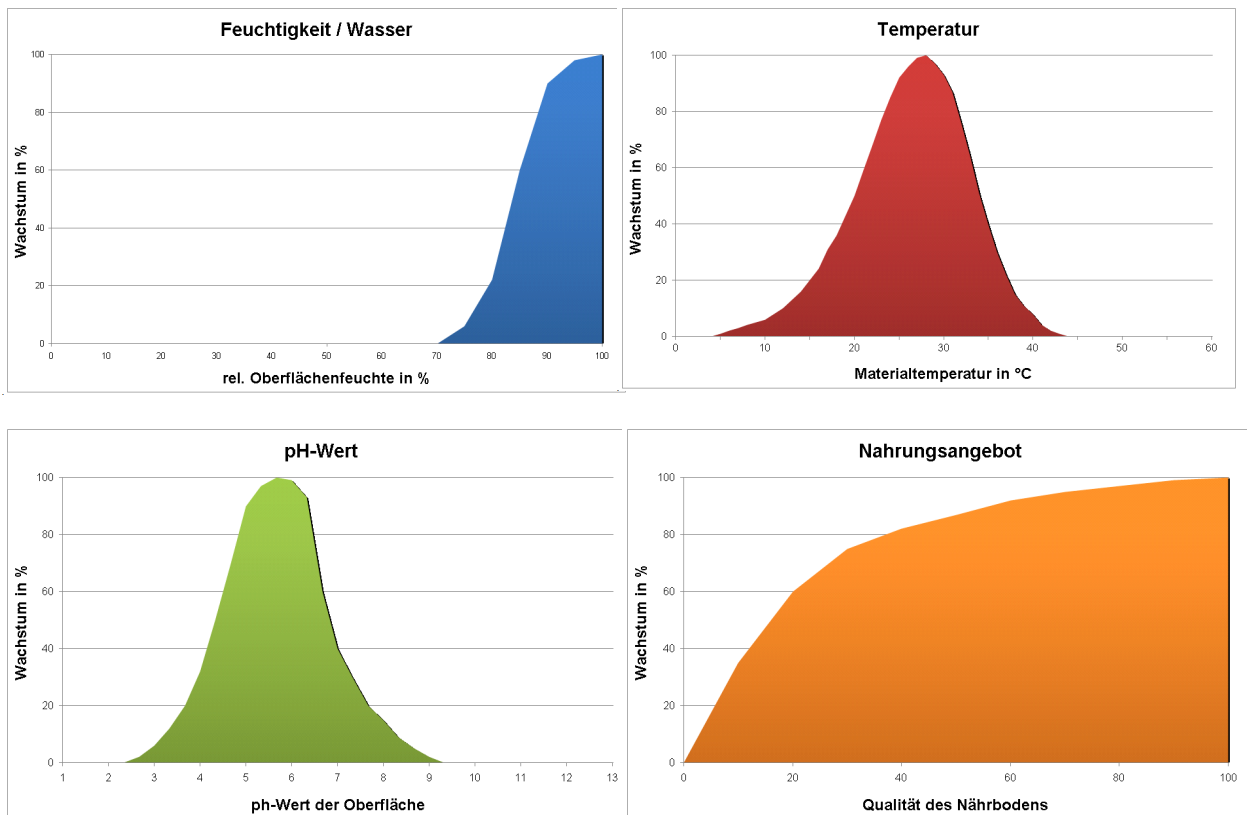 Feuchtigkeit / Wasser
Wachstum in %
100
80
60
40
20
0
0 10 20 30 40 50 60 70 80 90 100
rel. Oberflächenfeuchte in %
Temperatur
Wachstum in %
100
80
60
40
20
0
0 10 20 30 40 50 60
Materialtemperatur in °C
pH-Wert
Wachstum in %
100
80
60
40
20
0
1 2 3 4 5 6 7 8 9 10 11 12 13
ph-Wert der Oberfläche
Nahrungsangebot
Wachstum in %
100
80
60
40
20
0
0 20 40 60 80 100
Qualität des Nährbodens